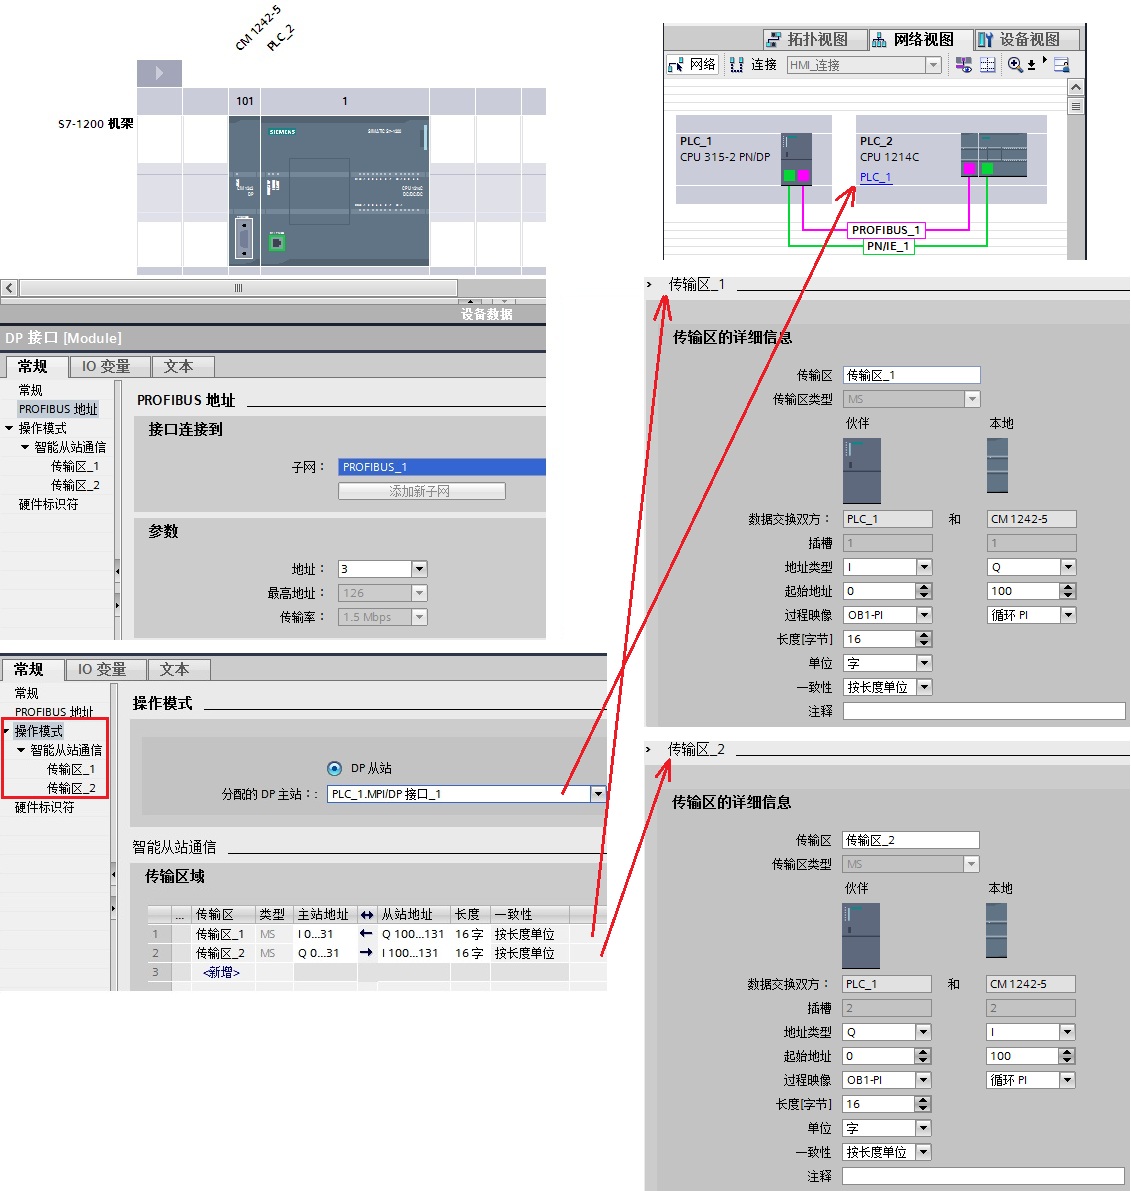 CM 1242-5
PLC_2
101
1
S7-1200 机架
SIEMENS
SIMATIC S7-1200
CM 1242
DP
CPU 1214C
DC/DC/DC
设备数据
DP 接口 [Module]
常规
IO 变量
文本
常规
PROFIBUS 地址
操作模式
智能从站通信
传输区_1
传输区_2
硬件标识符
PROFIBUS 地址
接口连接到
子网：
PROFIBUS_1
添加新子网
参数
地址：
3
最高地址：
126
传输率：
1.5 Mbps
常规
IO 变量
文本
常规
PROFIBUS 地址
操作模式
智能从站通信
传输区_1
传输区_2
硬件标识符
操作模式
DP 从站
分配的 DP 主站：:
PLC_1.MPI/DP 接口_1
智能从站通信
传输区域
... 传输区 类型 主站地址 ↔ 从站地址 长度 一致性
1 传输区_1 MS I 0...31 ← Q 100...131 16 字 按长度单位
2 传输区_2 MS Q 0...31 → I 100...131 16 字 按长度单位
3 <新增>
拓扑视图
网络视图
设备视图
网络
连接
HMI_连接
PLC_1
CPU 315-2 PN/DP
PLC_2
CPU 1214C
PLC_1
PROFIBUS_1
PN/IE_1
传输区_1
传输区的详细信息
传输区 传输区_1
传输区类型 MS
伙伴 本地
数据交换双方： PLC_1 和 CM 1242-5
插槽 1 1
地址类型 I Q
起始地址 0 100
过程映像 OB1-PI 循环 PI
长度[字节] 16
单位 字
一致性 按长度单位
注释
传输区_2
传输区的详细信息
传输区 传输区_2
传输区类型 MS
伙伴 本地
数据交换双方： PLC_1 和 CM 1242-5
插槽 2 2
地址类型 Q I
起始地址 0 100
过程映像 OB1-PI 循环 PI
长度[字节] 16
单位 字
一致性 按长度单位
注释